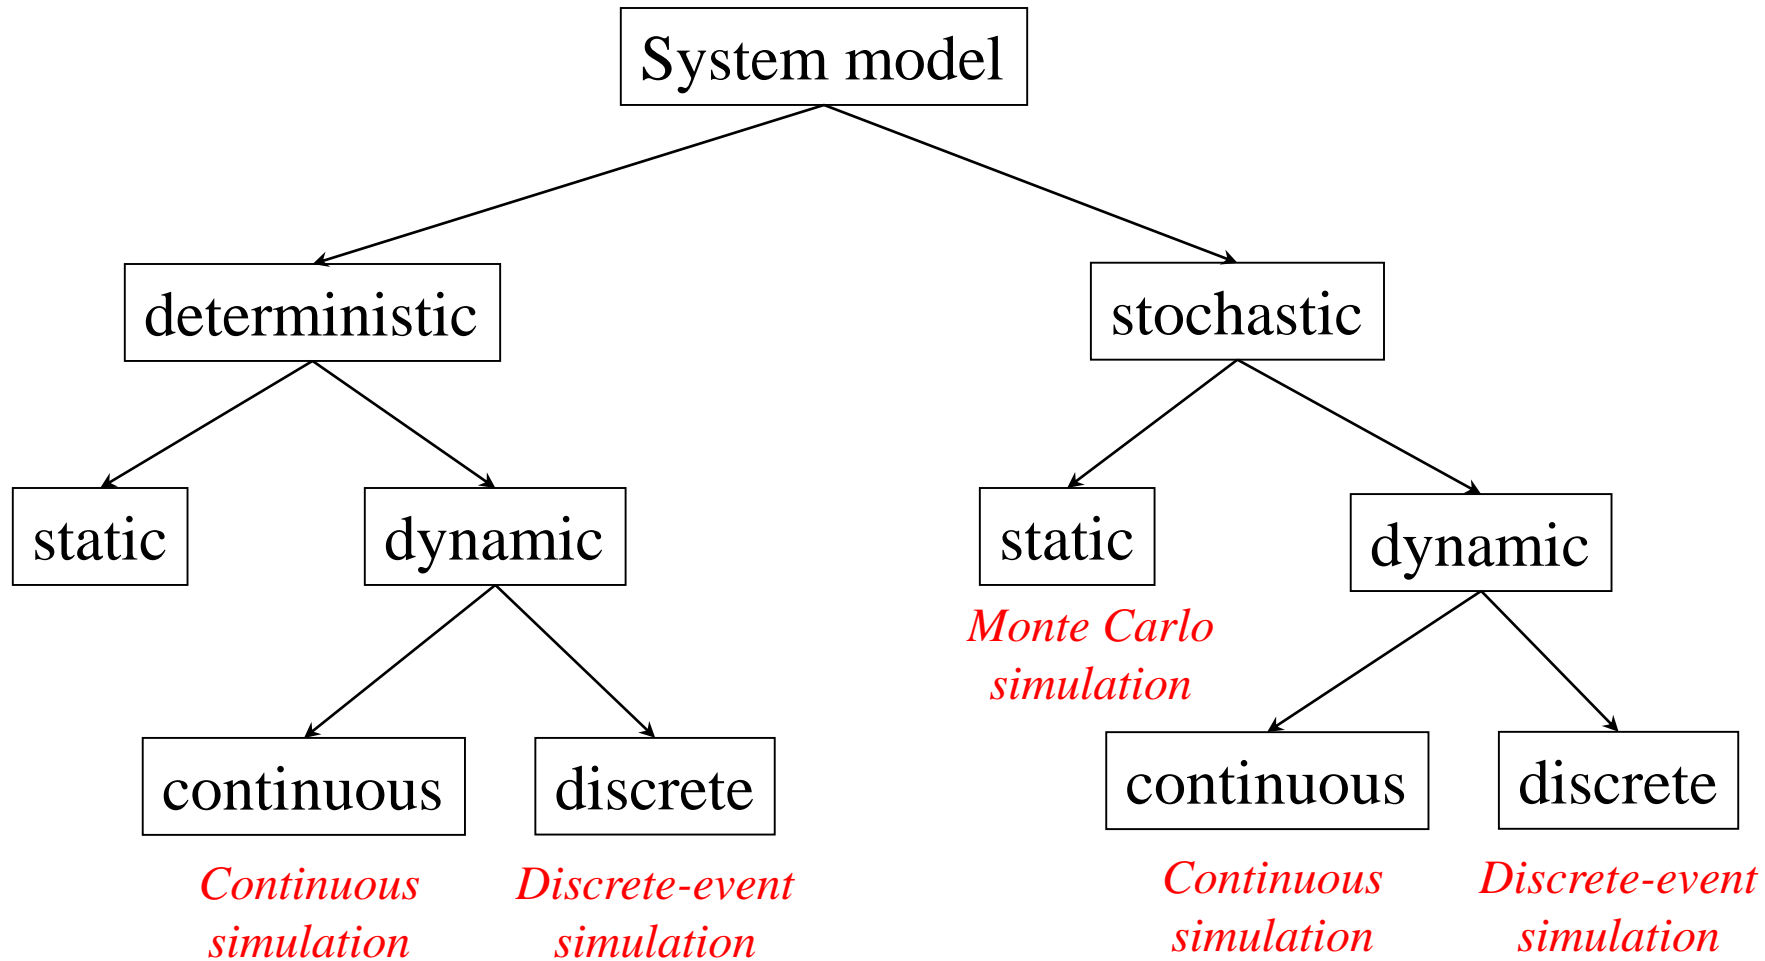 System model
deterministic
stochastic
static
dynamic
static
dynamic
Monte Carlo
simulation
continuous
discrete
continuous
discrete
Continuous
simulation
Discrete-event
simulation
Continuous
simulation
Discrete-event
simulation